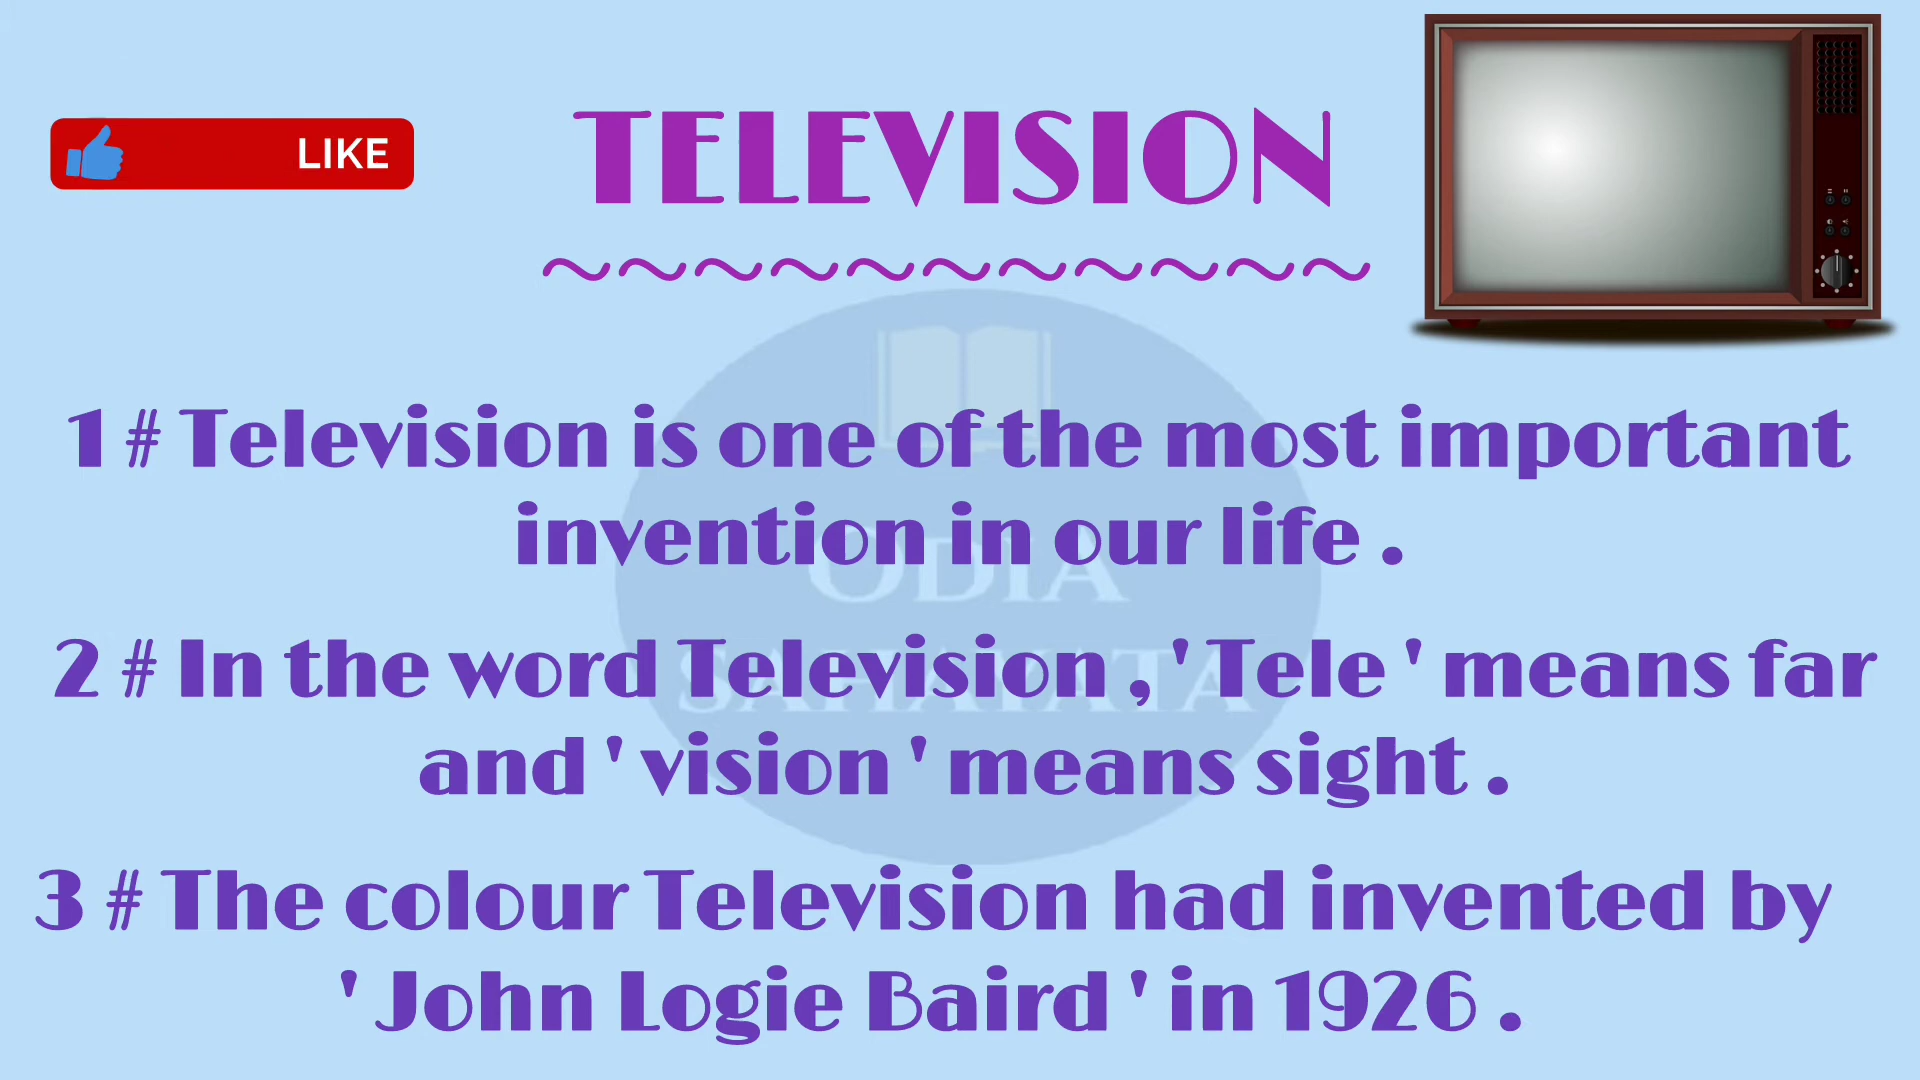 LIKE
TELEVISION
~~~~~~~~~~~
1 # Television is one of the most important
invention in our life .
ODIA
2 # In the word Television , ' Tele ' means far
SAHAYATA
and ' vision ' means sight .
3 # The colour Television had invented by
' John Logie Baird ' in 1926 .